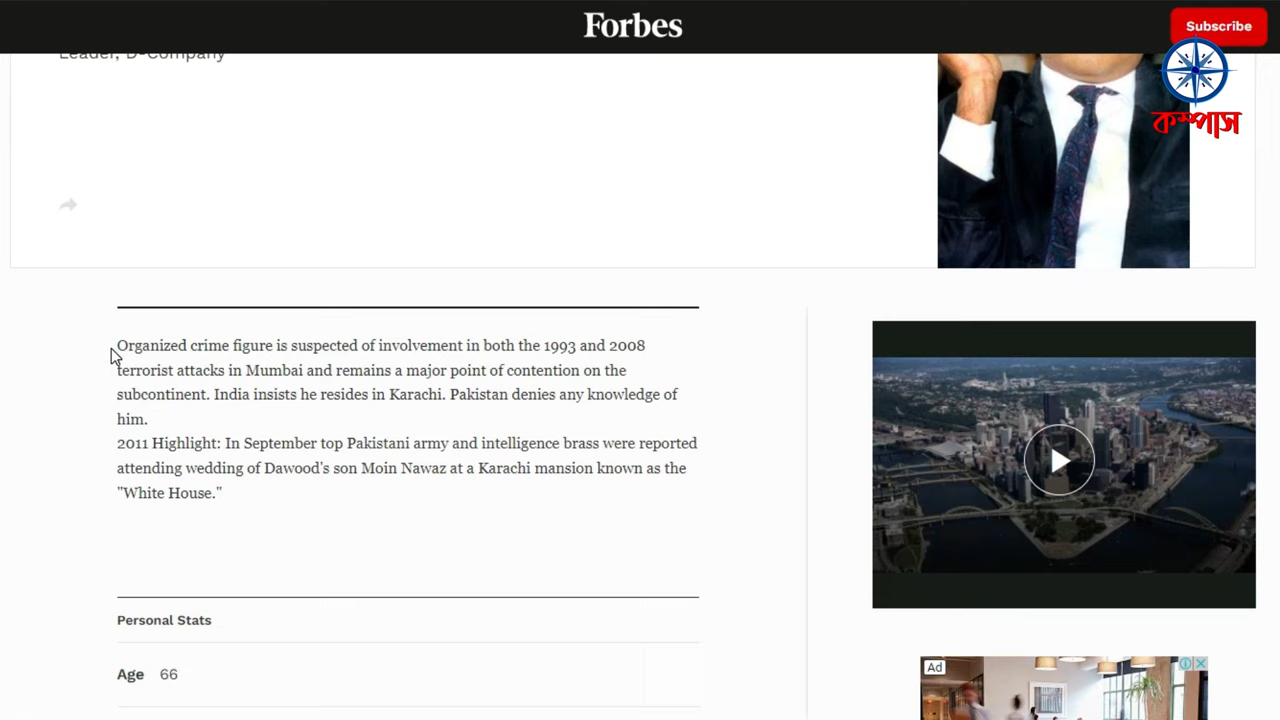 Forbes
Subscribe
Leader, D-Company
কম্পাস
Organized crime figure is suspected of involvement in both the 1993 and 2008
terrorist attacks in Mumbai and remains a major point of contention on the
subcontinent. India insists he resides in Karachi. Pakistan denies any knowledge of
him.
2011 Highlight: In September top Pakistani army and intelligence brass were reported
attending wedding of Dawood's son Moin Nawaz at a Karachi mansion known as the
"White House."
Personal Stats
Age 66
Ad